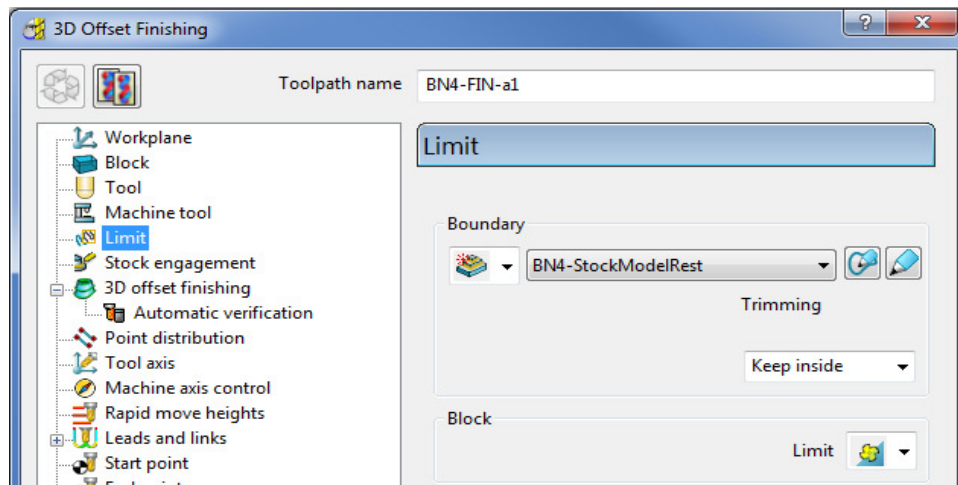 3D Offset Finishing
Toolpath name BN4-FIN-a1
Workplane
Block
Tool
Machine tool
Limit
Stock engagement
3D offset finishing
Automatic verification
Point distribution
Tool axis
Machine axis control
Rapid move heights
Leads and links
Start point
Limit
Boundary
BN4-StockModelRest
Trimming
Keep inside
Block
Limit